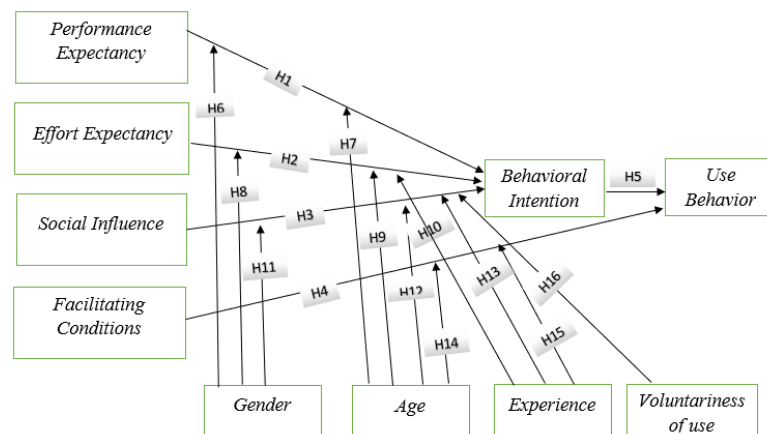 Performance
Expectancy
H1
H6
H7
Effort Expectancy
H2
H8
Behavioral
Intention
H5
Use
Behavior
Social Influence
H3
H9
H10
H11
H12
H13
H16
Facilitating
Conditions
H4
H14
H15
Gender
Age
Experience
Voluntariness
of use